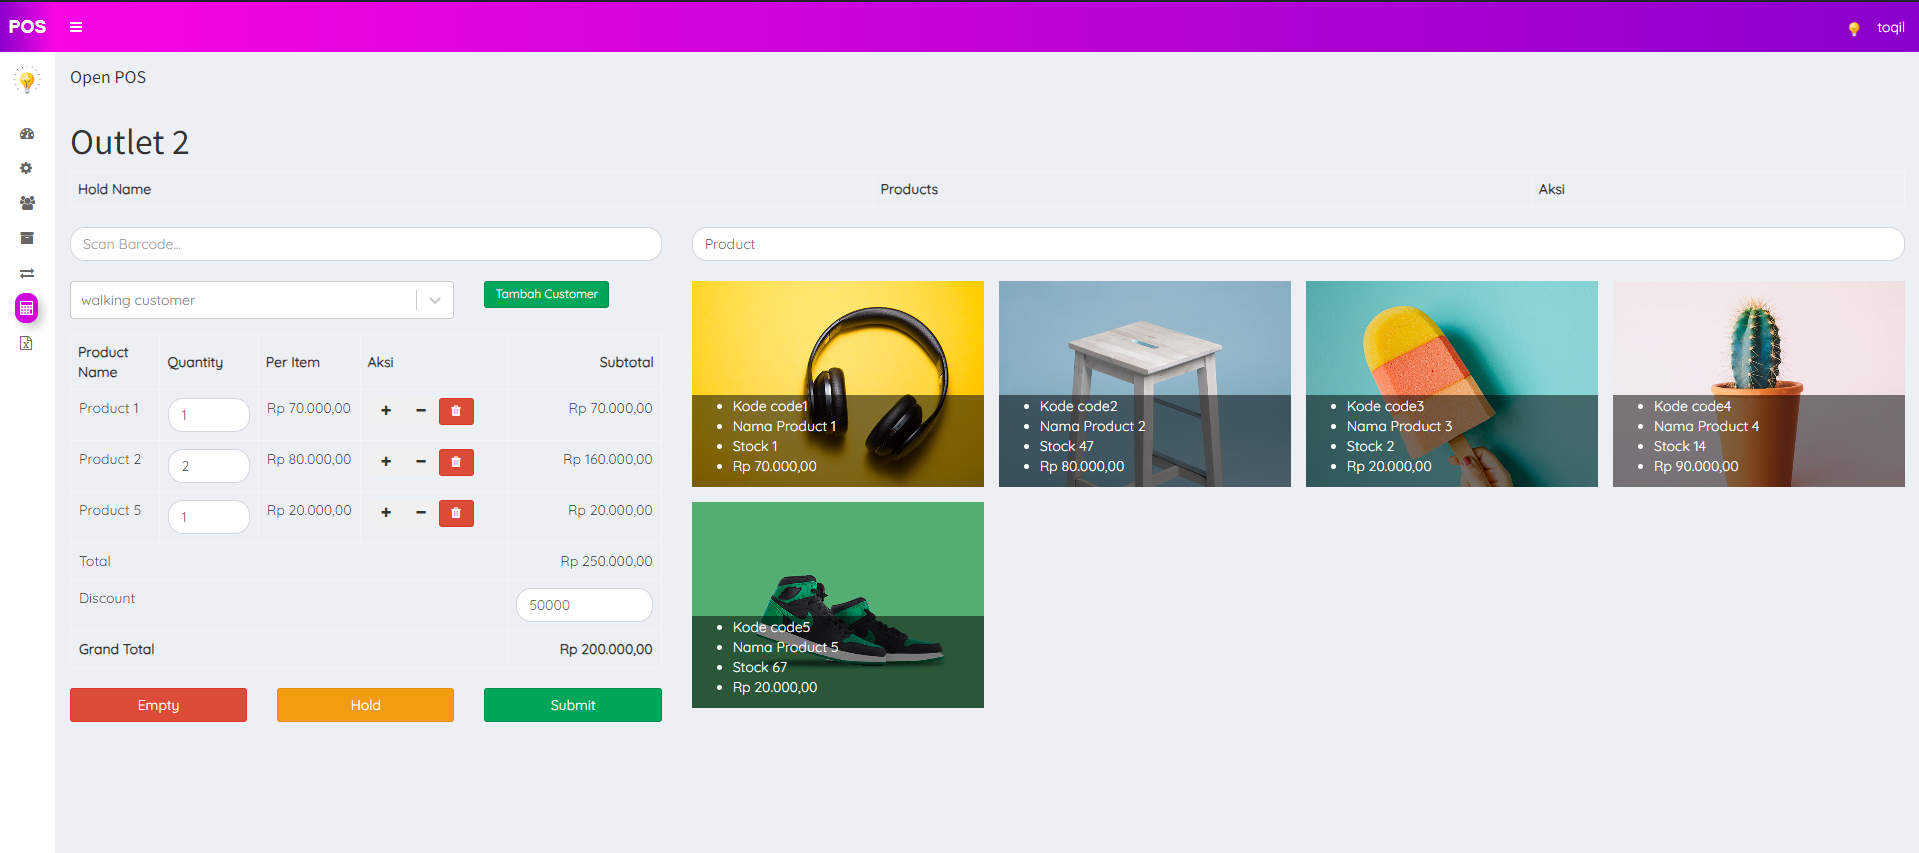 POS
toqil
Open POS
Outlet 2
Hold Name Products Aksi
Scan Barcode...
Product
walking customer
Tambah Customer
Product Name Quantity Per Item Aksi Subtotal
Product 1 1 Rp 70.000,00 + - Rp 70.000,00
Product 2 2 Rp 80.000,00 + - Rp 160.000,00
Product 5 1 Rp 20.000,00 + - Rp 20.000,00
Total Rp 250.000,00
Discount 50000
Grand Total Rp 200.000,00
Empty Hold Submit
Kode code1
Nama Product 1
Stock 1
Rp 70.000,00
Kode code2
Nama Product 2
Stock 47
Rp 80.000,00
Kode code3
Nama Product 3
Stock 2
Rp 20.000,00
Kode code4
Nama Product 4
Stock 14
Rp 90.000,00
Kode code5
Nama Product 5
Stock 67
Rp 20.000,00